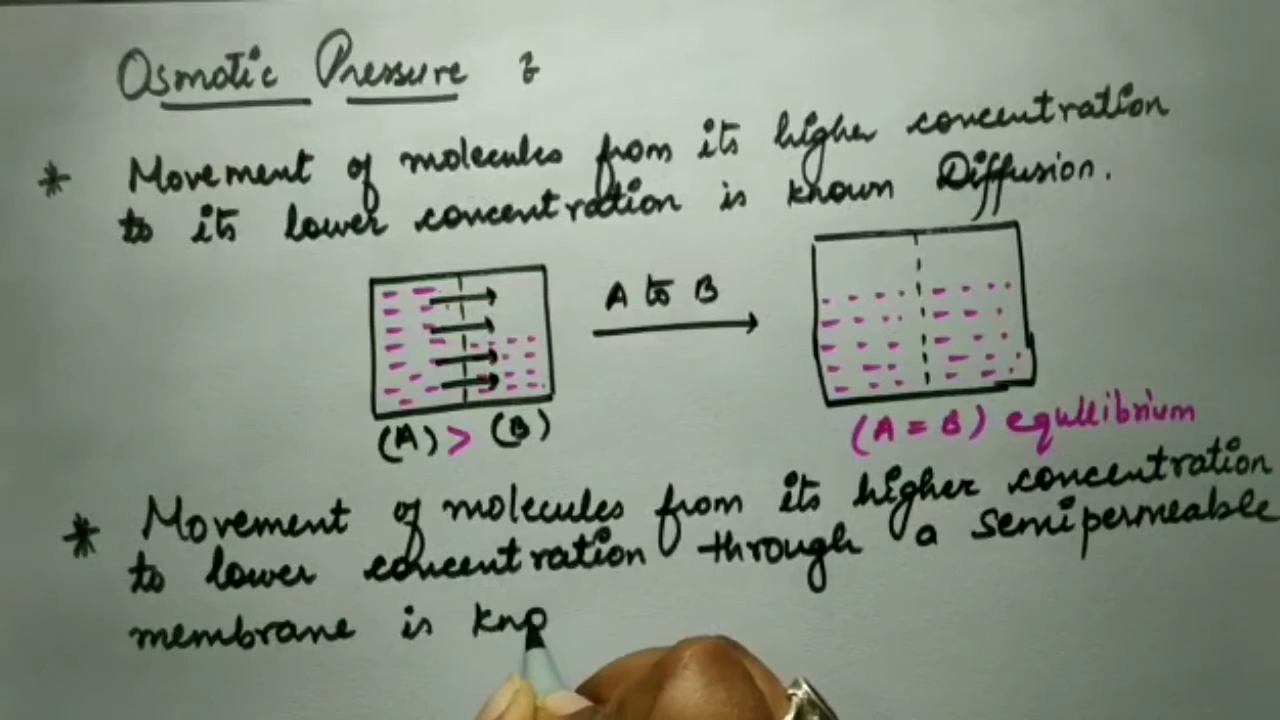 Osmotic Pressure :
* Movement of molecules from its higher concentration
to its lower concentration is known Diffusion.
A to B
(A) > (B)
(A = B) equllibrium
* Movement of molecules from its higher concentration
to lower concentration through a semipermeable
membrane is kno